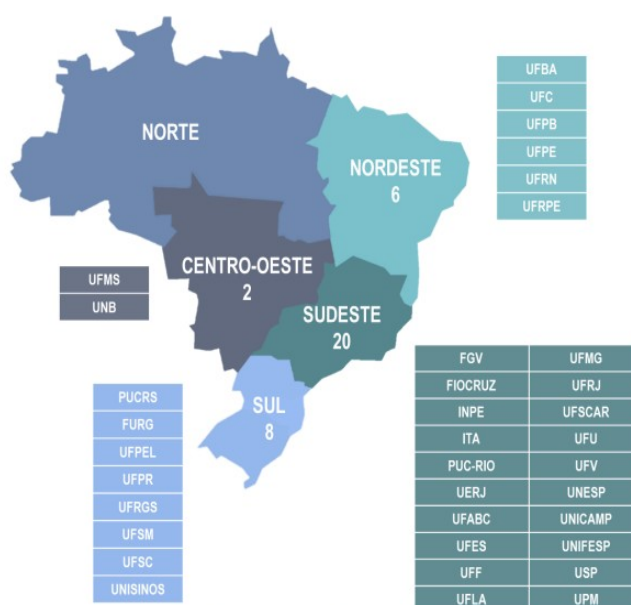 NORTE
NORDESTE
6
CENTRO-OESTE
2
SUDESTE
20
SUL
8
UFBA
UFC
UFPB
UFPE
UFRN
UFRPE
UFMS
UNB
PUCRS
FURG
UFPEL
UFPR
UFRGS
UFSM
UFSC
UNISINOS
FGV UFMG
FIOCRUZ UFRJ
INPE UFSCAR
ITA UFU
PUC-RIO UFV
UERJ UNESP
UFABC UNICAMP
UFES UNIFESP
UFF USP
UFLA UPM